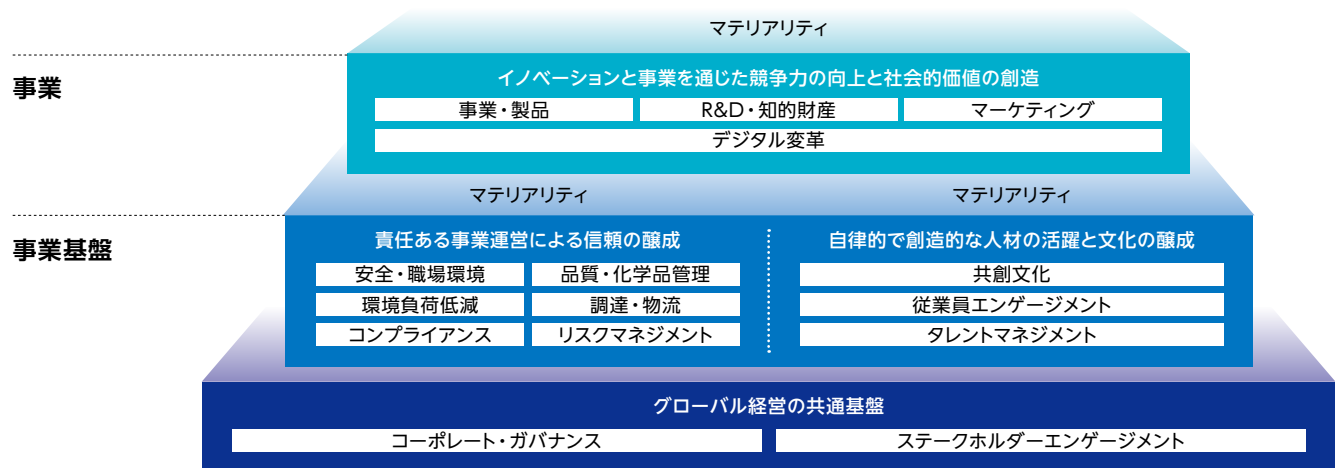 マテリアリティ
事業
イノベーションと事業を通じた競争力の向上と社会的価値の創造
事業・製品
R&D・知的財産
マーケティング
デジタル変革
マテリアリティ
マテリアリティ
事業基盤
責任ある事業運営による信頼の醸成
安全・職場環境
品質・化学品管理
環境負荷低減
調達・物流
コンプライアンス
リスクマネジメント
自律的で創造的な人材の活躍と文化の醸成
共創文化
従業員エンゲージメント
タレントマネジメント
グローバル経営の共通基盤
コーポレート・ガバナンス
ステークホルダーエンゲージメント